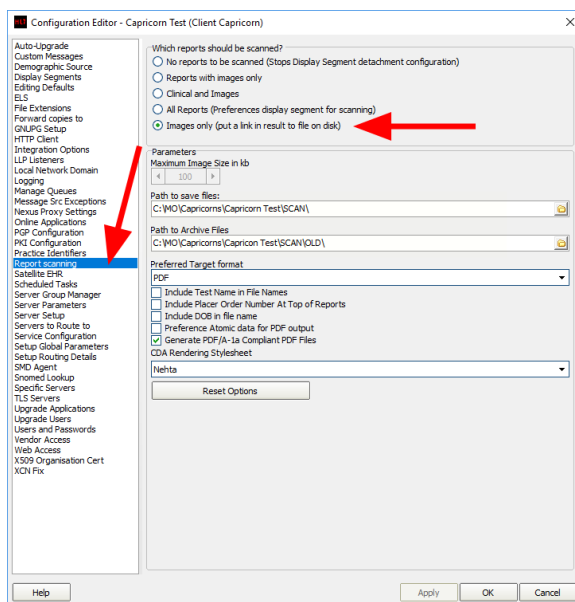 Configuration Editor - Capricorn Test (Client Capricorn)
Auto-Upgrade
Custom Messages
Demographic Source
Display Segments
Editing Defaults
ELS
File Extensions
Forward copies to
GNUPG Setup
HTTP Client
Integration Options
LLP Listeners
Local Network Domain
Logging
Manage Queues
Message Src Exceptions
Nexus Proxy Settings
Online Applications
PGP Configuration
PKI Configuration
Practice Identifiers
Report scanning
Satellite EHR
Scheduled Tasks
Server Group Manager
Server Parameters
Server Setup
Servers to Route to
Service Configuration
Setup Global Parameters
Setup Routing Details
SMD Agent
Snomed Lookup
Specific Servers
TLS Servers
Upgrade Applications
Upgrade Users
Users and Passwords
Vendor Access
Web Access
X509 Organisation Cert
XCN Fix
Which reports should be scanned?
No reports to be scanned (Stops Display Segment detachment configuration)
Reports with images only
Clinical and Images
All Reports (Preferences display segment for scanning)
Images only (put a link in result to file on disk)
Parameters
Maximum Image Size in kb
100
Path to save files:
C:\MO\Capricorns\Capricorn Test\SCAN\
Path to Archive Files
C:\MO\Capricorns\Capricon Test\SCAN\OLD\
Preferred Target format
PDF
Include Test Name in File Names
Include Placer Order Number At Top of Reports
Include DOB in file name
Preference Atomic data for PDF output
Generate PDF/A-1a Compliant PDF Files
CDA Rendering Stylesheet
Nehta
Reset Options
Help
Apply
OK
Cancel